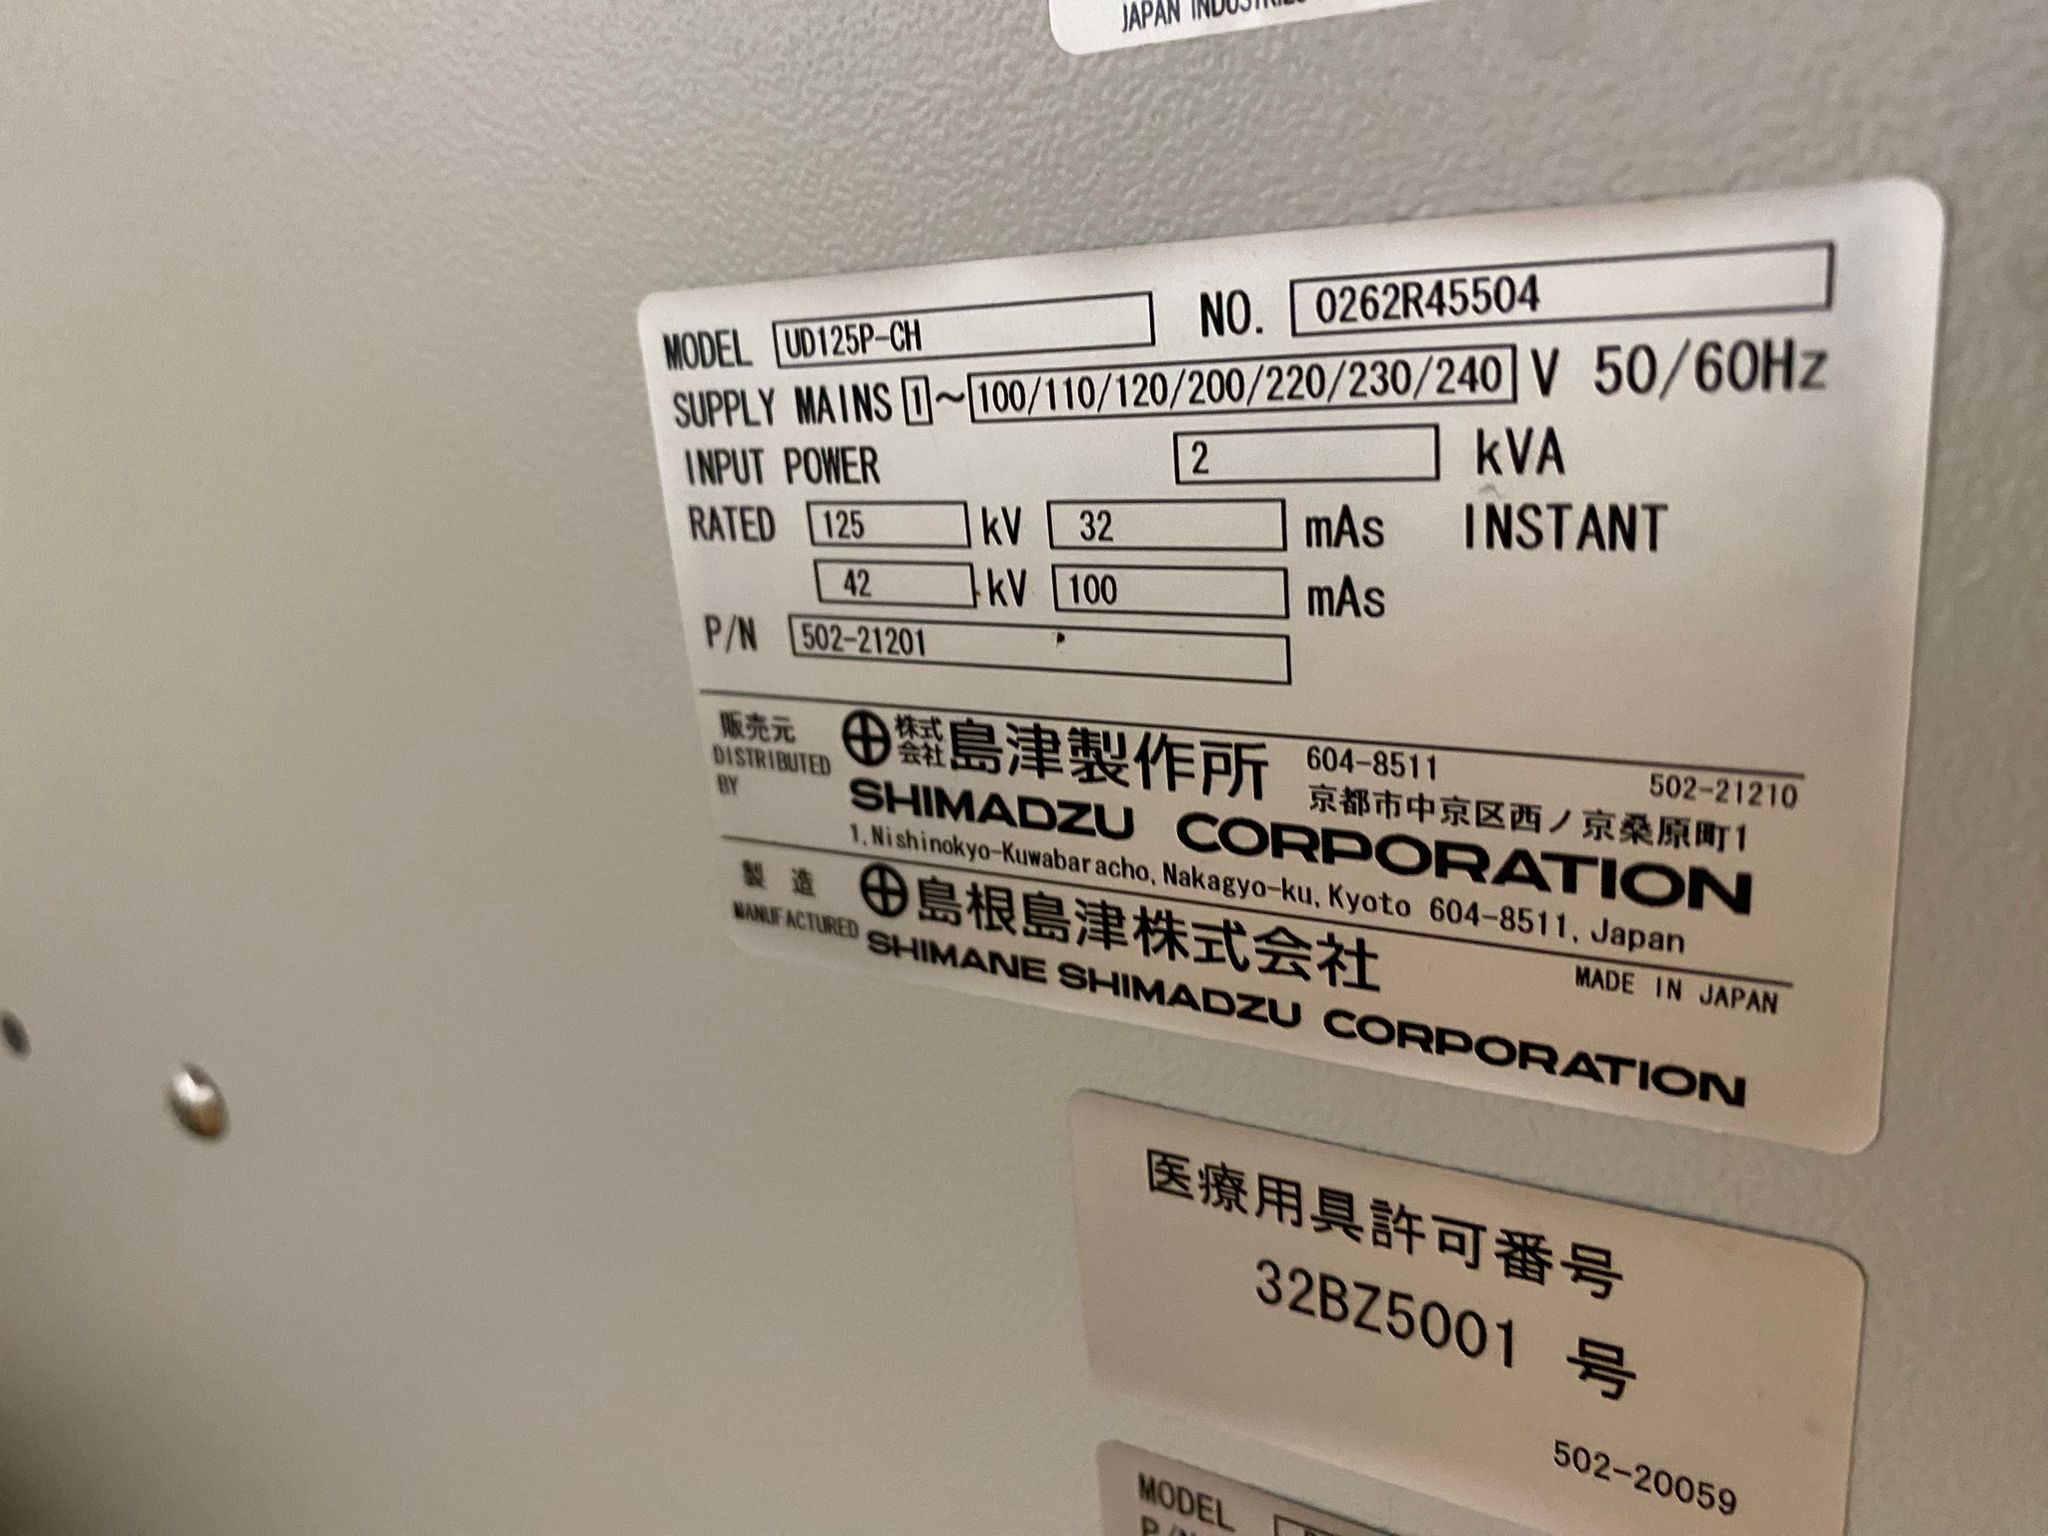 JAPAN
MODEL UD125P-CH NO. 0262R45504
SUPPLY MAINS 1~100/110/120/200/220/230/240 V 50/60Hz
INPUT POWER 2 kVA
RATED 125 kV 32 mAs INSTANT
42 kV 100 mAs
P/N 502-21201
販売元
DISTRIBUTED
BY
株式会社 島津製作所 604-8511 502-21210
京都市中京区西ノ京桑原町1
SHIMADZU CORPORATION
1,Nishinokyo-Kuwabaracho,Nakagyo-ku,Kyoto 604-8511,Japan
製 造
MANUFACTURED
島根島津株式会社 MADE IN JAPAN
SHIMANE SHIMADZU CORPORATION
医療用具許可番号
32BZ5001 号
502-20059
MODEL